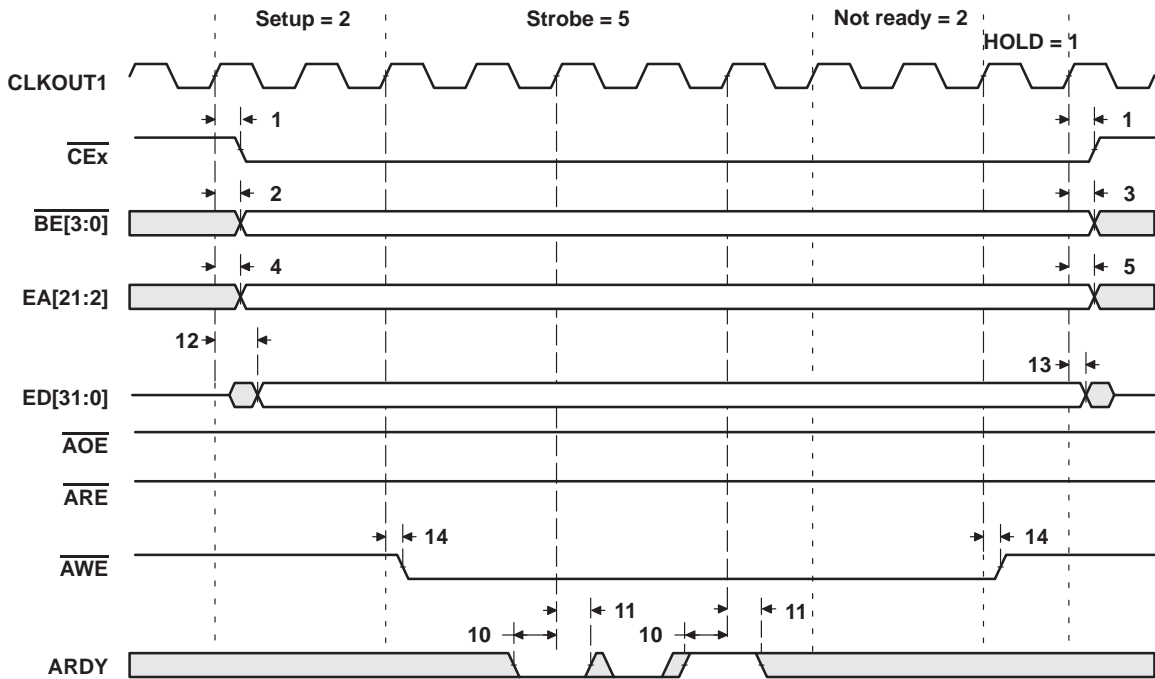 Setup = 2 Strobe = 5 Not ready = 2
HOLD = 1
CLKOUT1
1 1
CEx
2 3
BE[3:0]
4 5
EA[21:2]
12 13
ED[31:0]
AOE
ARE
14 14
AWE
10 11 10 11
ARDY